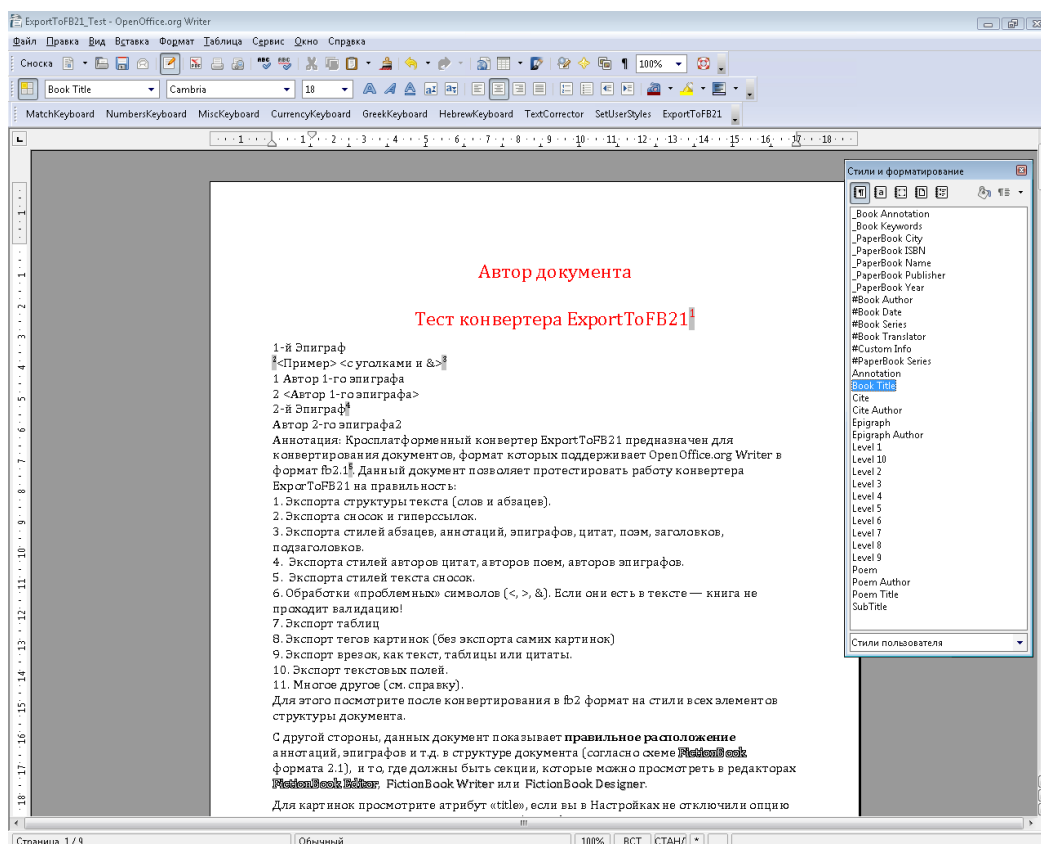 ExportToFB21_Test - OpenOffice.org Writer
Файл Правка Вид Вставка Формат Таблица Сервис Окно Справка
Сноска 100%
Book Title Cambria 18
MatchKeyboard NumbersKeyboard MiscKeyboard CurrencyKeyboard GreekKeyboard HebrewKeyboard TextCorrector SetUserStyles ExportToFB21
Автор документа
Тест конвертера ExportToFB21¹
1-й Эпиграф
²<Пример> <с уголками и &>³
1 Автор 1-го эпиграфа
2 <Автор 1-го эпиграфа>
2-й Эпиграф⁴
Автор 2-го эпиграфа2
Аннотация: Кросплатформенный конвертер ExportToFB21 предназначен для
конвертирования документов, формат которых поддерживает OpenOffice.org Writer в
формат fb2.1⁵. Данный документ позволяет протестировать работу конвертера
ExporToFB21 на правильность:
1. Экспорта структуры текста (слов и абзацев).
2. Экспорта сносок и гиперссылок.
3. Экспорта стилей абзацев, аннотаций, эпиграфов, цитат, поэм, заголовков,
подзаголовков.
4. Экспорта стилей авторов цитат, авторов поем, авторов эпиграфов.
5. Экспорта стилей текста сносок.
6. Обработки «проблемных» символов (<, >, &). Если они есть в тексте — книга не
проходит валидацию!
7. Экспорт таблиц
8. Экспорт тегов картинок (без экспорта самих картинок)
9. Экспорт врезок, как текст, таблицы или цитаты.
10. Экспорт текстовых полей.
11. Многое другое (см. справку).
Для этого посмотрите после конвертирования в fb2 формат на стили всех элементов
структуры документа.
С другой стороны, данных документ показывает правильное расположение
аннотаций, эпиграфов и т.д. в структуре документа (согласно схеме FictionBook
формата 2.1), и то, где должны быть секции, которые можно просмотреть в редакторах
FictionBook Editor, FictionBook Writer или FictionBook Designer.
Для картинок просмотрите атрибут «title», если вы в Настройках не отключили опцию
Стили и форматирование
_Book Annotation
_Book Keywords
_PaperBook City
_PaperBook ISBN
_PaperBook Name
_PaperBook Publisher
_PaperBook Year
#Book Author
#Book Date
#Book Series
#Book Translator
#Custom Info
#PaperBook Series
Annotation
Book Title
Cite
Cite Author
Epigraph
Epigraph Author
Level 1
Level 10
Level 2
Level 3
Level 4
Level 5
Level 6
Level 7
Level 8
Level 9
Poem
Poem Author
Poem Title
SubTitle
Стили пользователя
Страница 1 / 9 Обычный 100% ВСТ СТАНД *